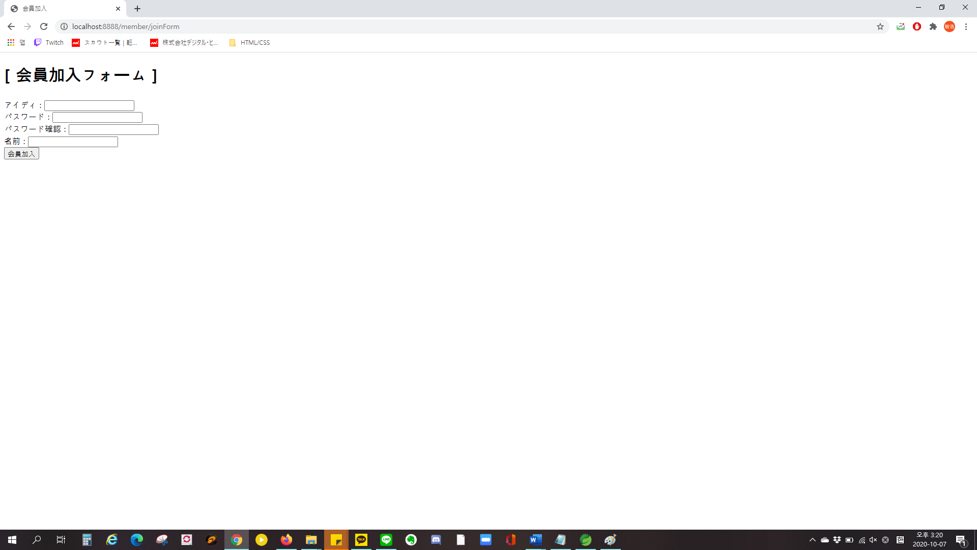 会員加入
localhost:8888/member/joinForm
앱
Twitch
スカウト一覧 | 転...
株式会社デジタル・ヒ...
HTML/CSS
[ 会員加入フォーム ]
アイディ :
パスワード :
パスワード確認 :
名前 :
会員加入
오후 3:20
2020-10-07